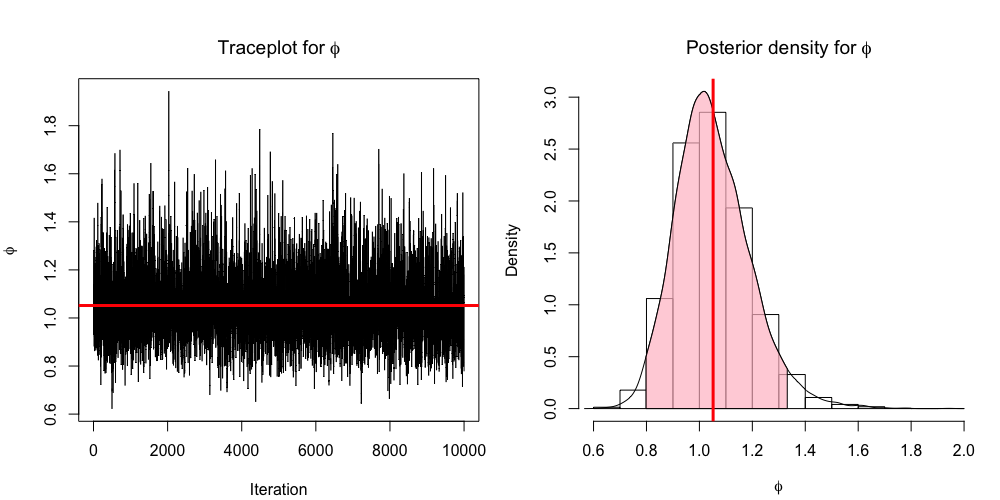 Traceplot for ϕ
ϕ
1.8
1.6
1.4
1.2
1.0
0.8
0.6
0 2000 4000 6000 8000 10000
Iteration
Posterior density for ϕ
Density
3.0
2.5
2.0
1.5
1.0
0.5
0.0
0.6 0.8 1.0 1.2 1.4 1.6 1.8 2.0
ϕ